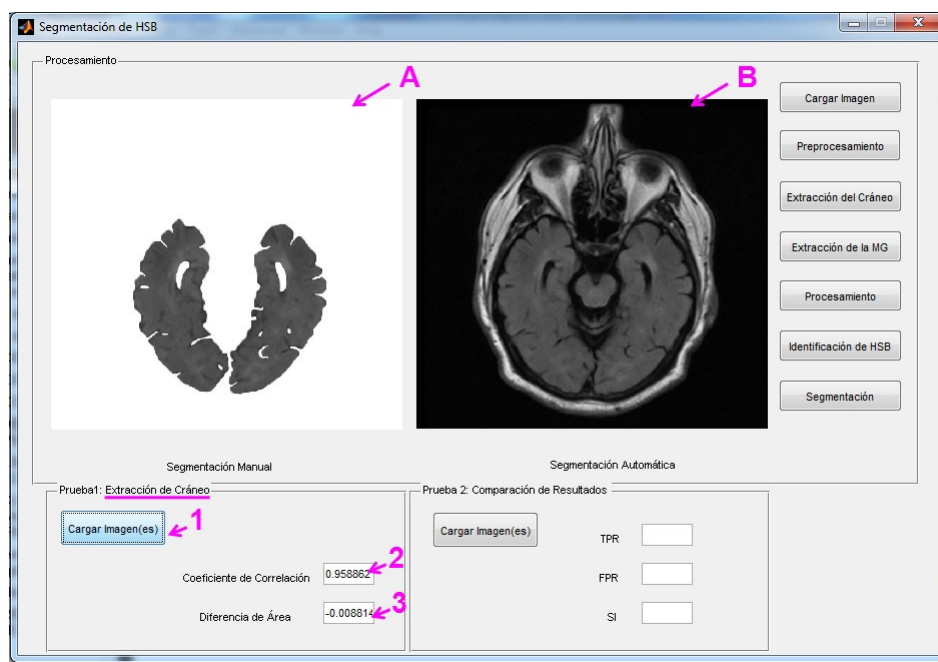 Segmentación de HSB
Procesamiento
A
B
Cargar Imagen
Preprocesamiento
Extracción del Cráneo
Extracción de la MG
Procesamiento
Identificación de HSB
Segmentación
Segmentación Manual
Segmentación Automática
Prueba1: Extracción de Cráneo
Cargar Imagen(es)
1
Coeficiente de Correlación
0.958862
2
Diferencia de Área
-0.008814
3
Prueba 2: Comparación de Resultados
Cargar Imagen(es)
TPR
FPR
SI